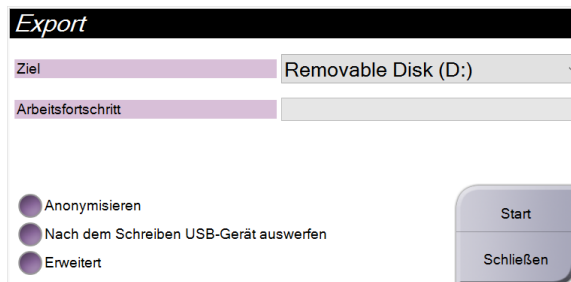 Export
Ziel
Removable Disk (D:)
Arbeitsfortschritt
Anonymisieren
Nach dem Schreiben USB-Gerät auswerfen
Erweitert
Start
Schließen